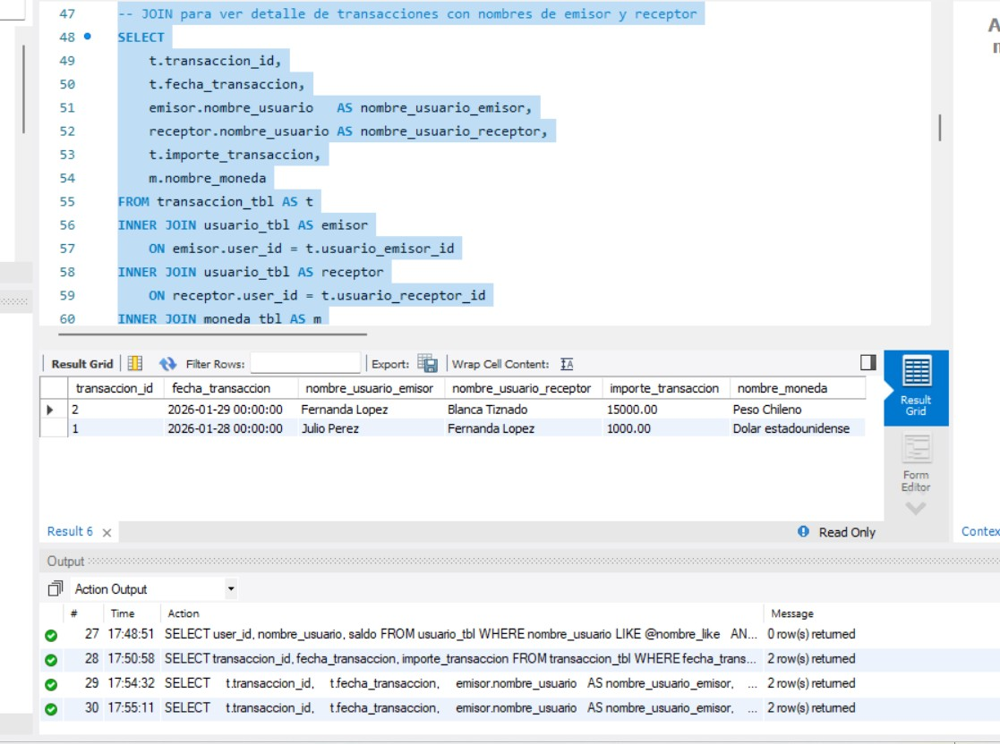 47 -- JOIN para ver detalle de transacciones con nombres de emisor y receptor
48 SELECT
49 t.transaccion_id,
50 t.fecha_transaccion,
51 emisor.nombre_usuario AS nombre_usuario_emisor,
52 receptor.nombre_usuario AS nombre_usuario_receptor,
53 t.importe_transaccion,
54 m.nombre_moneda
55 FROM transaccion_tbl AS t
56 INNER JOIN usuario_tbl AS emisor
57 ON emisor.user_id = t.usuario_emisor_id
58 INNER JOIN usuario_tbl AS receptor
59 ON receptor.user_id = t.usuario_receptor_id
60 INNER JOIN moneda_tbl AS m
Result Grid Filter Rows: Export: Wrap Cell Content:
transaccion_id fecha_transaccion nombre_usuario_emisor nombre_usuario_receptor importe_transaccion nombre_moneda
2 2026-01-29 00:00:00 Fernanda Lopez Blanca Tiznado 15000.00 Peso Chileno
1 2026-01-28 00:00:00 Julio Perez Fernanda Lopez 1000.00 Dolar estadounidense
Result
Grid
Form
Editor
Result 6 Read Only
Output
Action Output
# Time Action Message
27 17:48:51 SELECT user_id, nombre_usuario, saldo FROM usuario_tbl WHERE nombre_usuario LIKE @nombre_like AN... 0 row(s) returned
28 17:50:58 SELECT transaccion_id, fecha_transaccion, importe_transaccion FROM transaccion_tbl WHERE fecha_trans... 2 row(s) returned
29 17:54:32 SELECT t.transaccion_id, t.fecha_transaccion, emisor.nombre_usuario AS nombre_usuario_emisor, ... 2 row(s) returned
30 17:55:11 SELECT t.transaccion_id, t.fecha_transaccion, emisor.nombre_usuario AS nombre_usuario_emisor, ... 2 row(s) returned